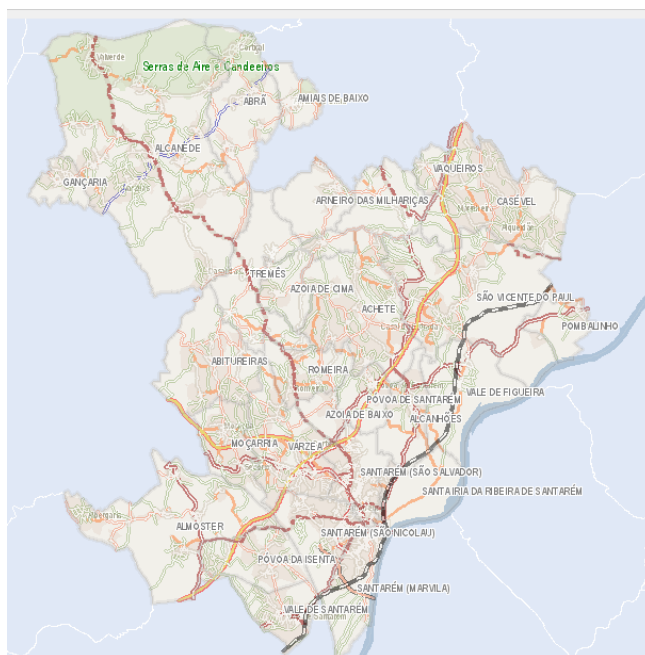 Alverde
Cortiçal
Serras de Aire e Candeeiros
ABRÃ
AMIAIS DE BAIXO
ALCANEDE
GANÇARIA
VAQUEIROS
ARNEIRO DAS MILHARIÇAS
CASÉVEL
TREMÊS
AZOIA DE CIMA
SÃO VICENTE DO PAUL
ACHETE
POMBALINHO
ABITUREIRAS
ROMEIRA
VALE DE FIGUEIRA
PÓVOA DE SANTARÉM
AZOIA DE BAIXO
ALCANHÕES
MOÇARRIA
VÁRZEA
SANTARÉM (SÃO SALVADOR)
SANTA IRIA DA RIBEIRA DE SANTARÉM
ALMOSTER
SANTARÉM (SÃO NICOLAU)
PÓVOA DA ISENTA
SANTARÉM (MARVILA)
VALE DE SANTARÉM